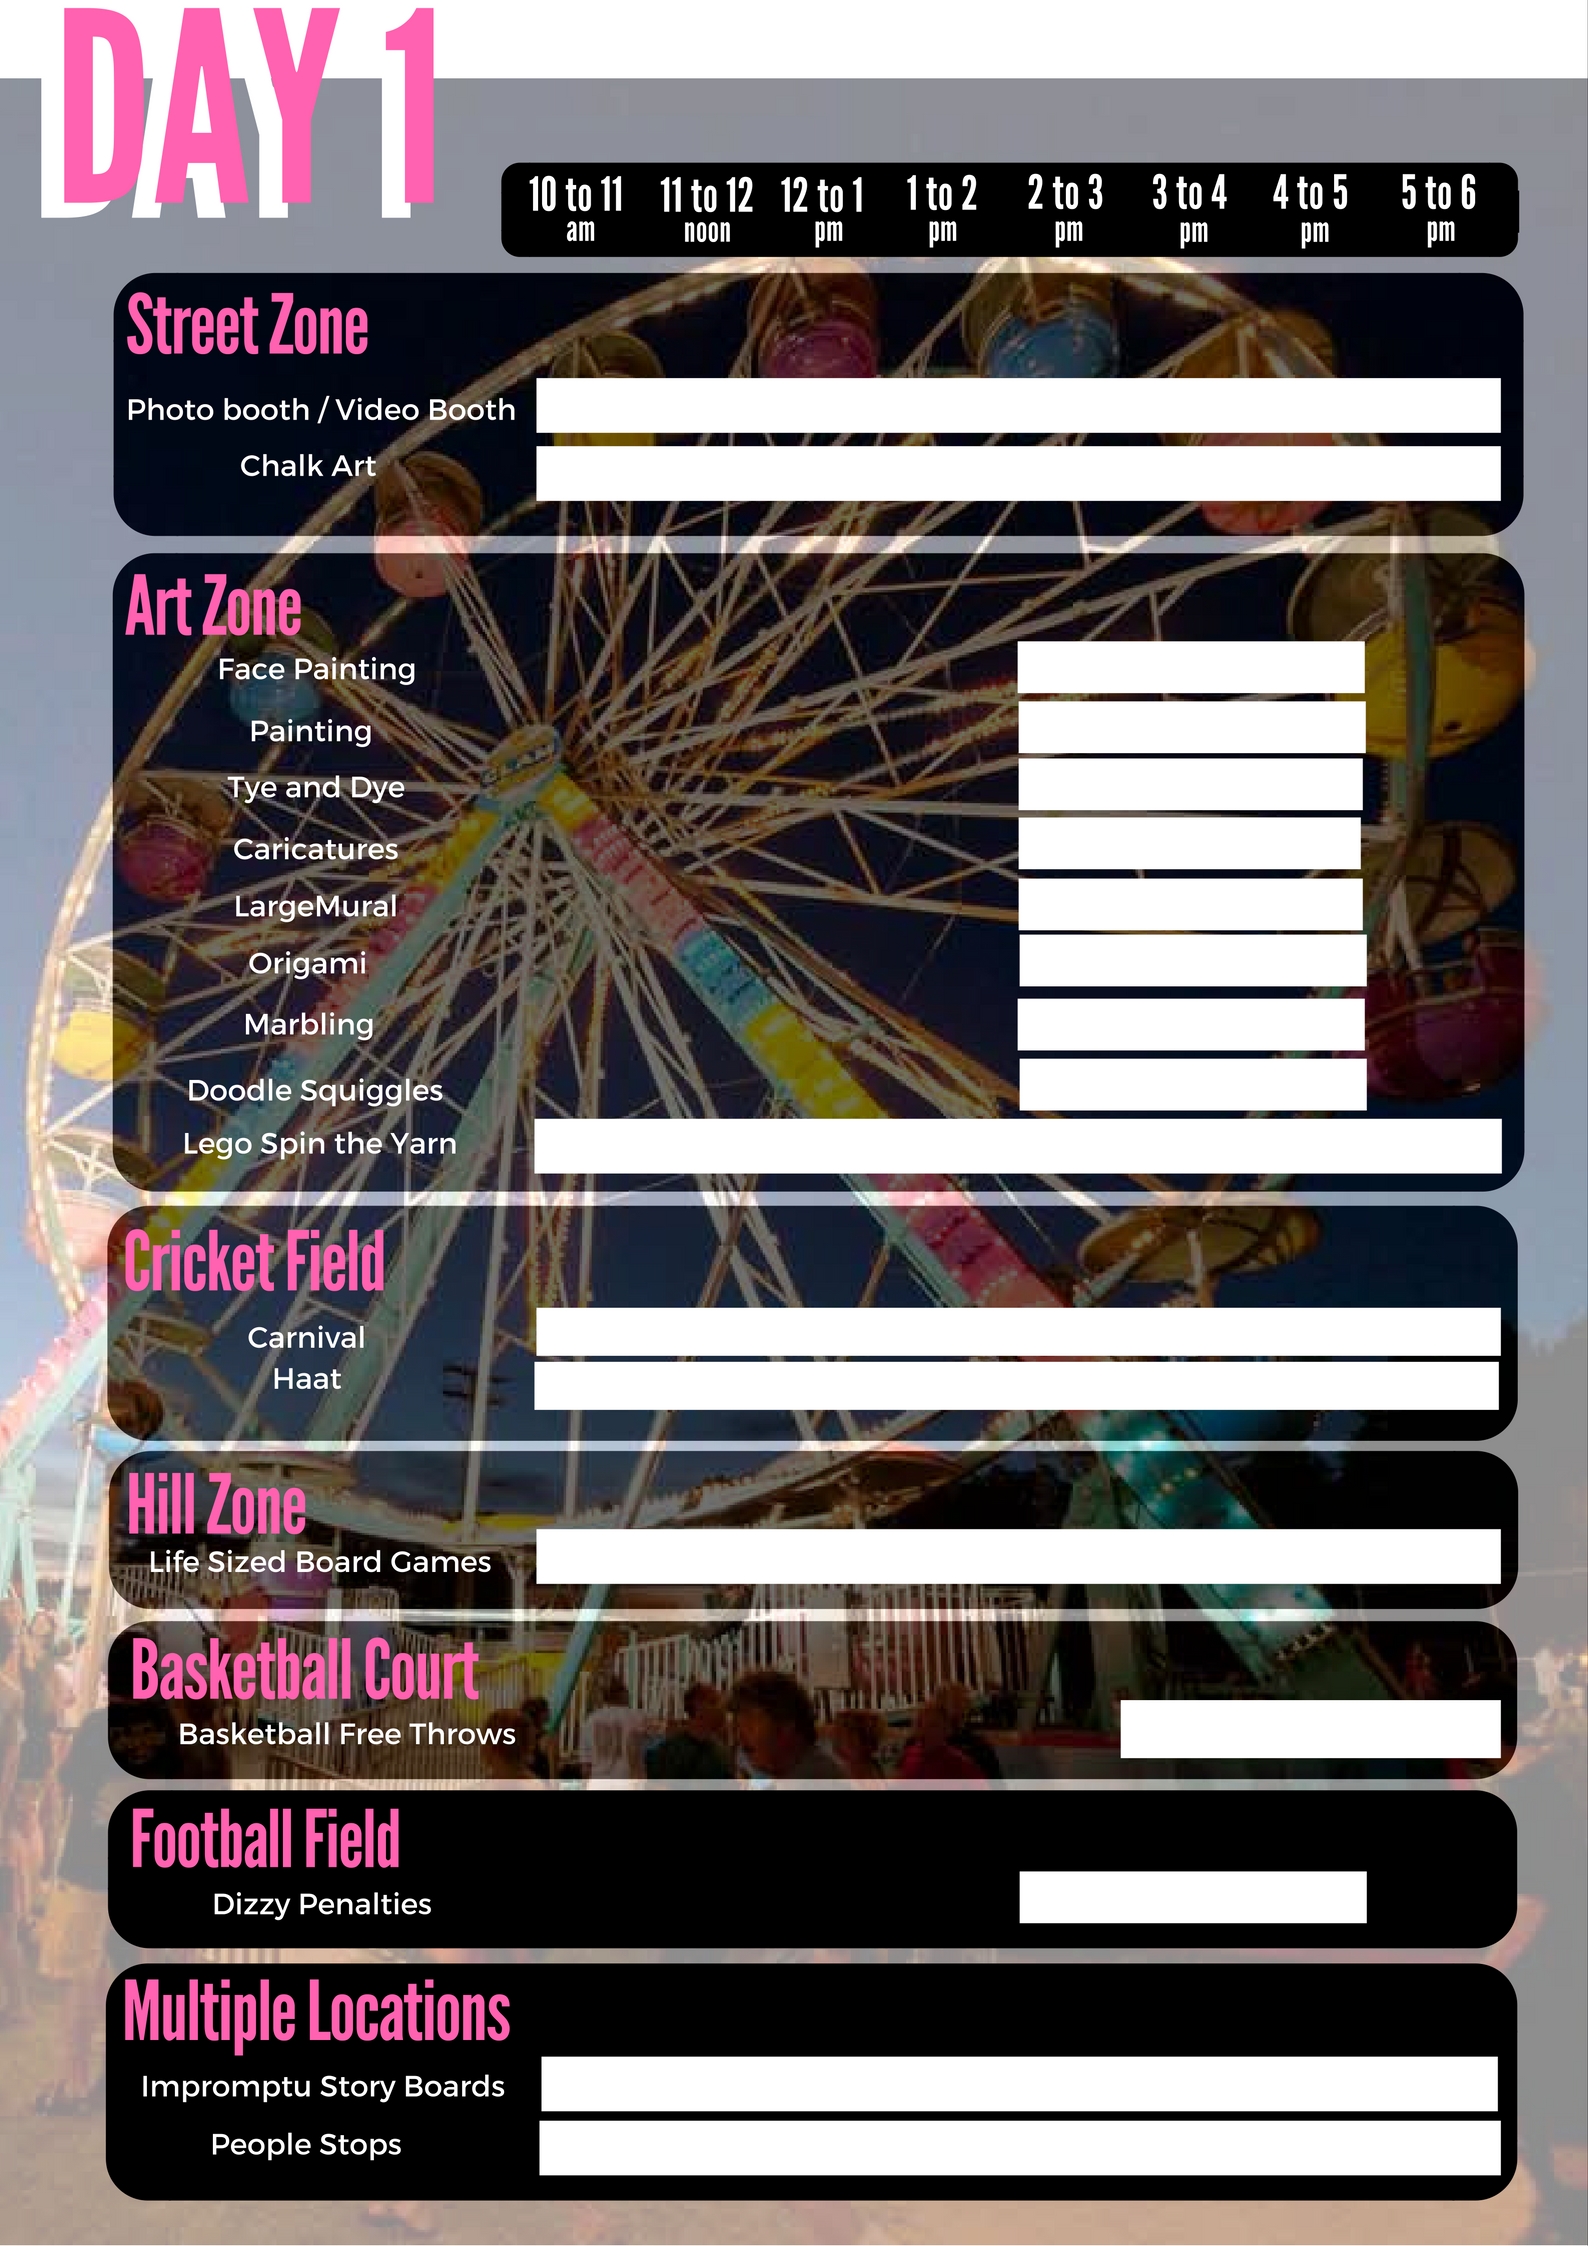 DAY 1
10 to 11 11 to 12 12 to 1 1 to 2 2 to 3 3 to 4 4 to 5 5 to 6
am noon pm pm pm pm pm pm
Street Zone
Photo booth / Video Booth
Chalk Art
Art Zone
Face Painting
Painting
Tye and Dye
Caricatures
LargeMural
Origami
Marbling
Doodle Squiggles
Lego Spin the Yarn
Cricket Field
Carnival
Haat
Hill Zone
Life Sized Board Games
Basketball Court
Basketball Free Throws
Football Field
Dizzy Penalties
Multiple Locations
Impromptu Story Boards
People Stops